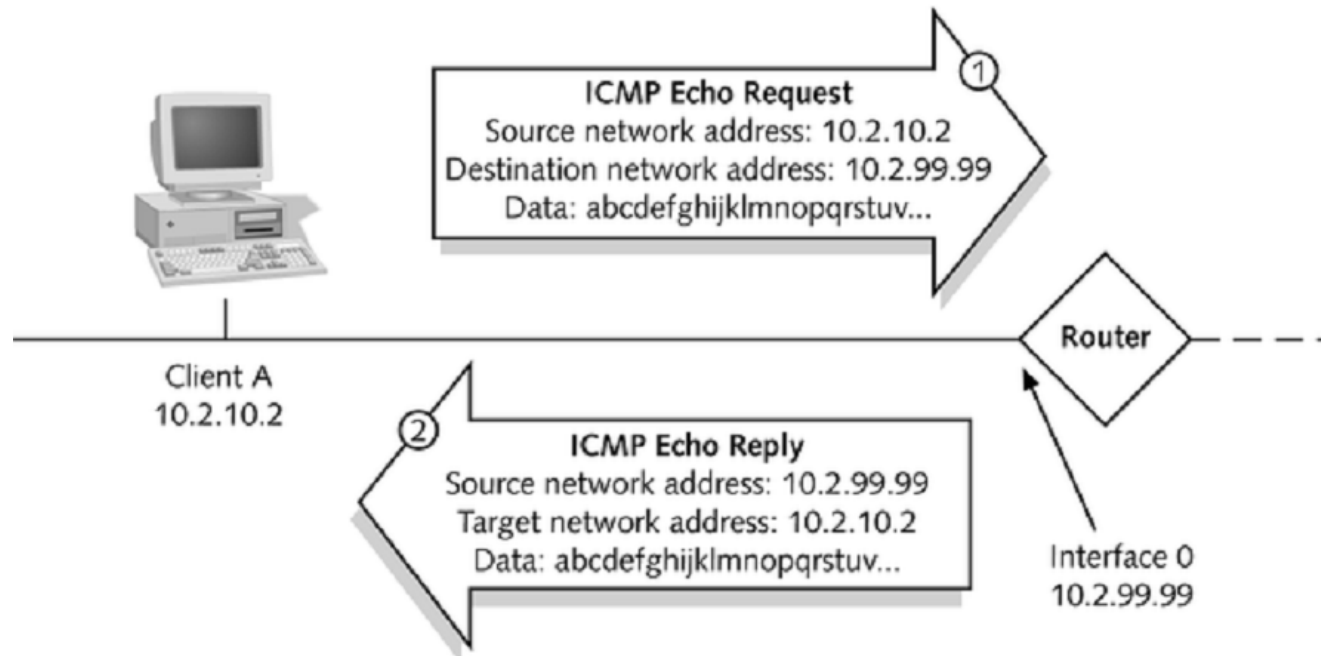 1
ICMP Echo Request
Source network address: 10.2.10.2
Destination network address: 10.2.99.99
Data: abcdefghijklmnopqrstuv...
Router
Client A
10.2.10.2
2
ICMP Echo Reply
Source network address: 10.2.99.99
Target network address: 10.2.10.2
Data: abcdefghijklmnopqrstuv...
Interface 0
10.2.99.99